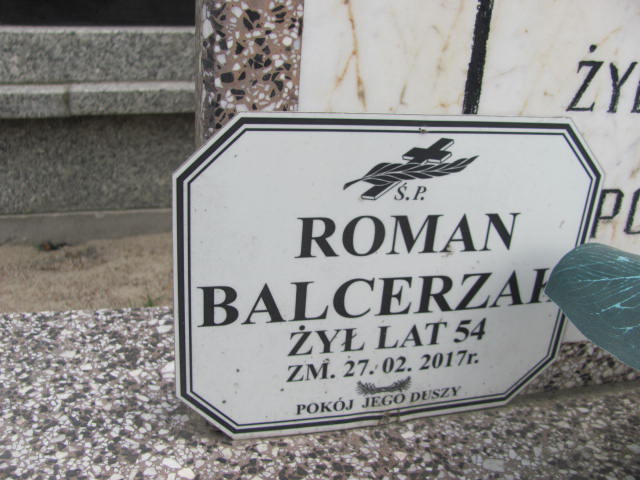 Ś.P.
ROMAN
BALCERZAK
ŻYŁ LAT 54
ZM. 27. 02. 2017r.
POKÓJ JEGO DUSZY